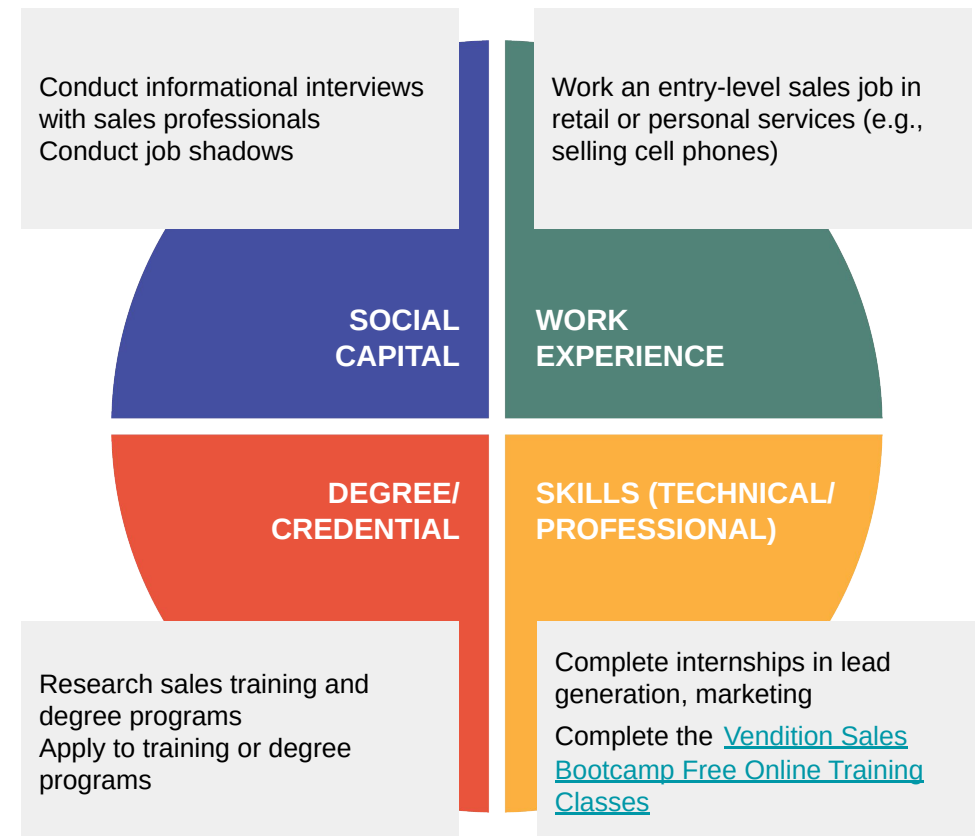 Conduct informational interviews
with sales professionals
Conduct job shadows
Work an entry-level sales job in
retail or personal services (e.g.,
selling cell phones)
SOCIAL
CAPITAL
WORK
EXPERIENCE
DEGREE/
CREDENTIAL
SKILLS (TECHNICAL/
PROFESSIONAL)
Research sales training and
degree programs
Apply to training or degree
programs
Complete internships in lead
generation, marketing
Complete the Vendition Sales
Bootcamp Free Online Training
Classes